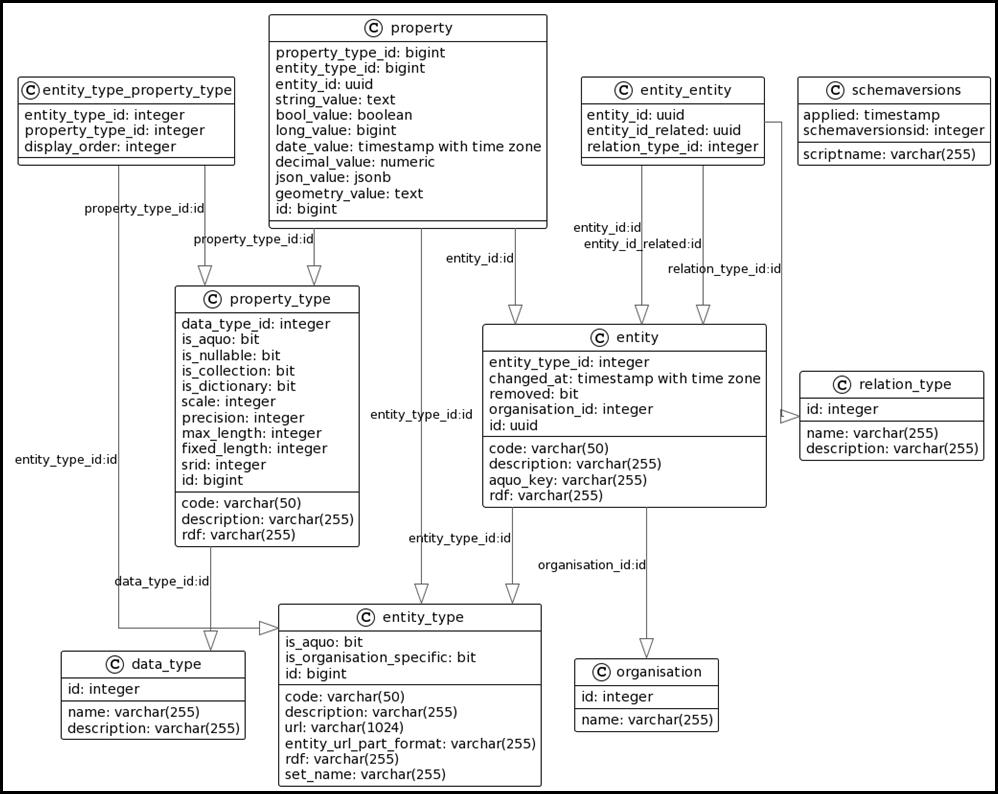 C property
property_type_id: bigint
entity_type_id: bigint
entity_id: uuid
string_value: text
bool_value: boolean
long_value: bigint
date_value: timestamp with time zone
decimal_value: numeric
json_value: jsonb
geometry_value: text
id: bigint
C entity_type_property_type
entity_type_id: integer
property_type_id: integer
display_order: integer
C entity_entity
entity_id: uuid
entity_id_related: uuid
relation_type_id: integer
C schemaversions
applied: timestamp
schemaversionsid: integer
scriptname: varchar(255)
property_type_id:id
property_type_id:id
entity_id:id
entity_id:id
entity_id_related:id
relation_type_id:id
C property_type
data_type_id: integer
is_aquo: bit
is_nullable: bit
is_collection: bit
is_dictionary: bit
scale: integer
precision: integer
max_length: integer
fixed_length: integer
srid: integer
id: bigint
code: varchar(50)
description: varchar(255)
rdf: varchar(255)
C entity
entity_type_id: integer
changed_at: timestamp with time zone
removed: bit
organisation_id: integer
id: uuid
code: varchar(50)
description: varchar(255)
aquo_key: varchar(255)
rdf: varchar(255)
C relation_type
id: integer
name: varchar(255)
description: varchar(255)
entity_type_id:id
entity_type_id:id
entity_type_id:id
organisation_id:id
data_type_id:id
C data_type
id: integer
name: varchar(255)
description: varchar(255)
C entity_type
is_aquo: bit
is_organisation_specific: bit
id: bigint
code: varchar(50)
description: varchar(255)
url: varchar(1024)
entity_url_part_format: varchar(255)
rdf: varchar(255)
set_name: varchar(255)
C organisation
id: integer
name: varchar(255)